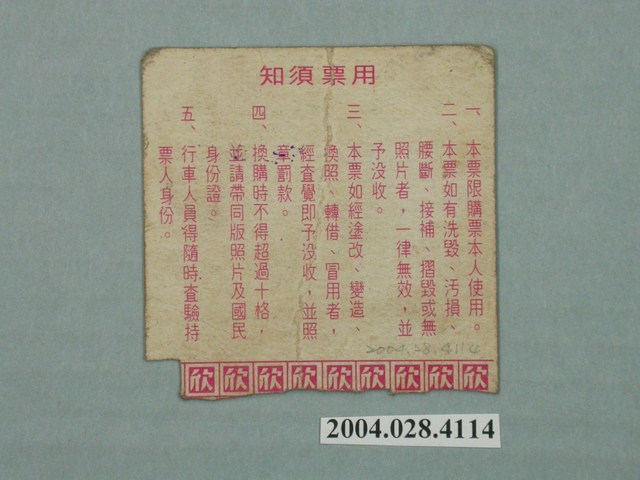 用票須知
一、本票限購票本人使用。
二、本票如有洗毀、汚損、
腰斷、接補、摺毀或無
照片者，一律無效，並
予没收。
三、本票如經塗改、變造、
換照、轉借、冒用者，
經查覺即予没收，並照
章罰款。
四、換購時不得超過十格，
並請帶同版照片及國民
身份證。
五、行車人員得隨時查驗持
票人身份。
2004.28.4114
欣欣欣欣欣欣欣欣欣
2004.028.4114